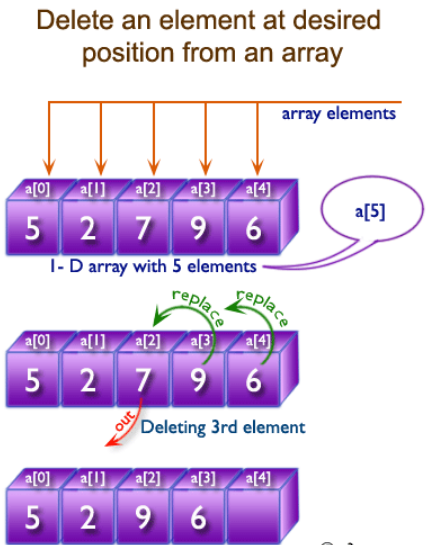 Delete an element at desired
position from an array
array elements
a[0] a[1] a[2] a[3] a[4]
5 2 7 9 6
a[5]
1- D array with 5 elements
replace replace
a[0] a[1] a[2] a[3] a[4]
5 2 7 9 6
out
Deleting 3rd element
a[0] a[1] a[2] a[3] a[4]
5 2 9 6